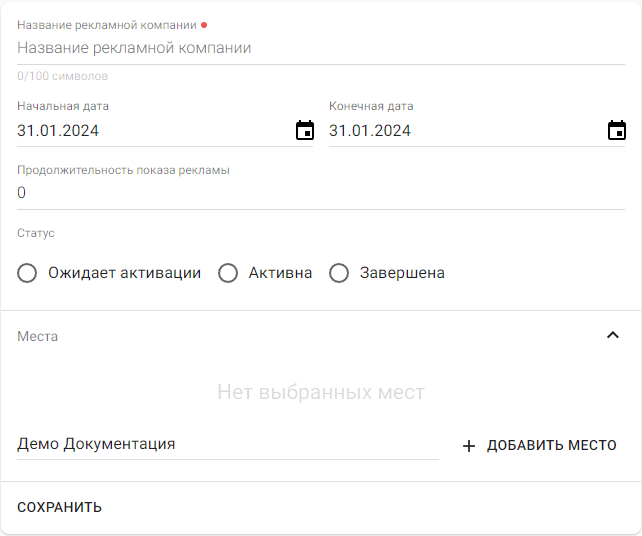 Название рекламной компании
Название рекламной компании
0/100 символов
Начальная дата Конечная дата
31.01.2024 31.01.2024
Продолжительность показа рекламы
0
Статус
Ожидает активации Активна Завершена
Места
Нет выбранных мест
Демо Документация + ДОБАВИТЬ МЕСТО
СОХРАНИТЬ